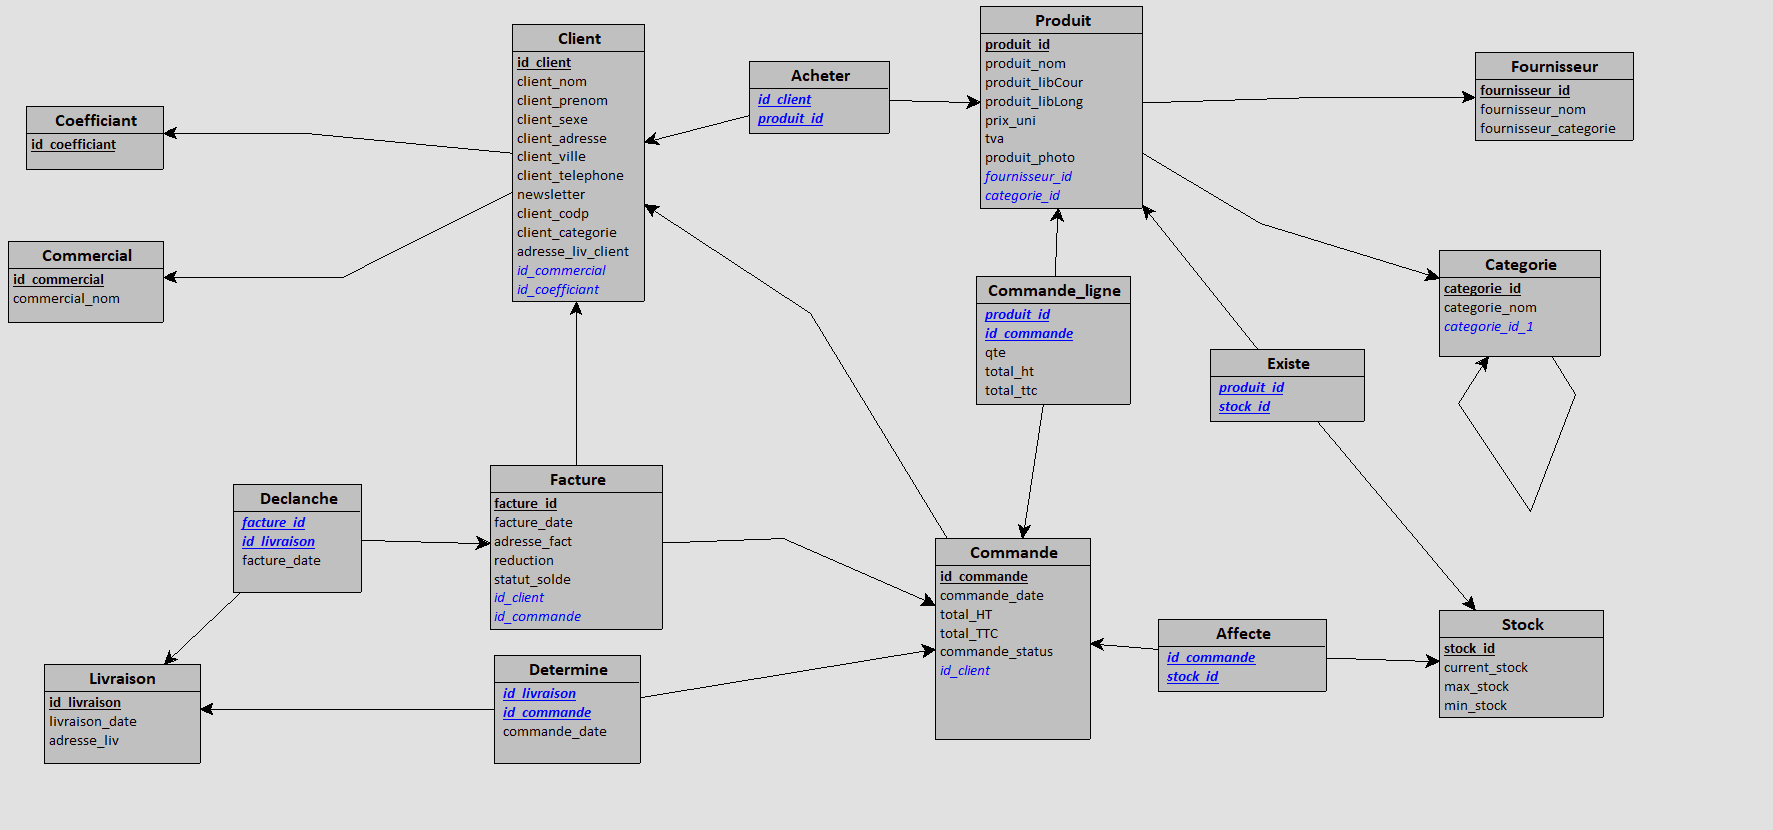 Client
id_client
client_nom
client_prenom
client_sexe
client_adresse
client_ville
client_telephone
newsletter
client_codp
client_categorie
adresse_liv_client
id_commercial
id_coefficiant
Coefficiant
id_coefficiant
Commercial
id_commercial
commercial_nom
Acheter
id_client
produit_id
Produit
produit_id
produit_nom
produit_libCour
produit_libLong
prix_uni
tva
produit_photo
fournisseur_id
categorie_id
Fournisseur
fournisseur_id
fournisseur_nom
fournisseur_categorie
Categorie
categorie_id
categorie_nom
categorie_id_1
Commande_ligne
produit_id
id_commande
qte
total_ht
total_ttc
Existe
produit_id
stock_id
Declanche
facture_id
id_livraison
facture_date
Facture
facture_id
facture_date
adresse_fact
reduction
statut_solde
id_client
id_commande
Commande
id_commande
commande_date
total_HT
total_TTC
commande_status
id_client
Affecte
id_commande
stock_id
Stock
stock_id
current_stock
max_stock
min_stock
Livraison
id_livraison
livraison_date
adresse_liv
Determine
id_livraison
id_commande
commande_date